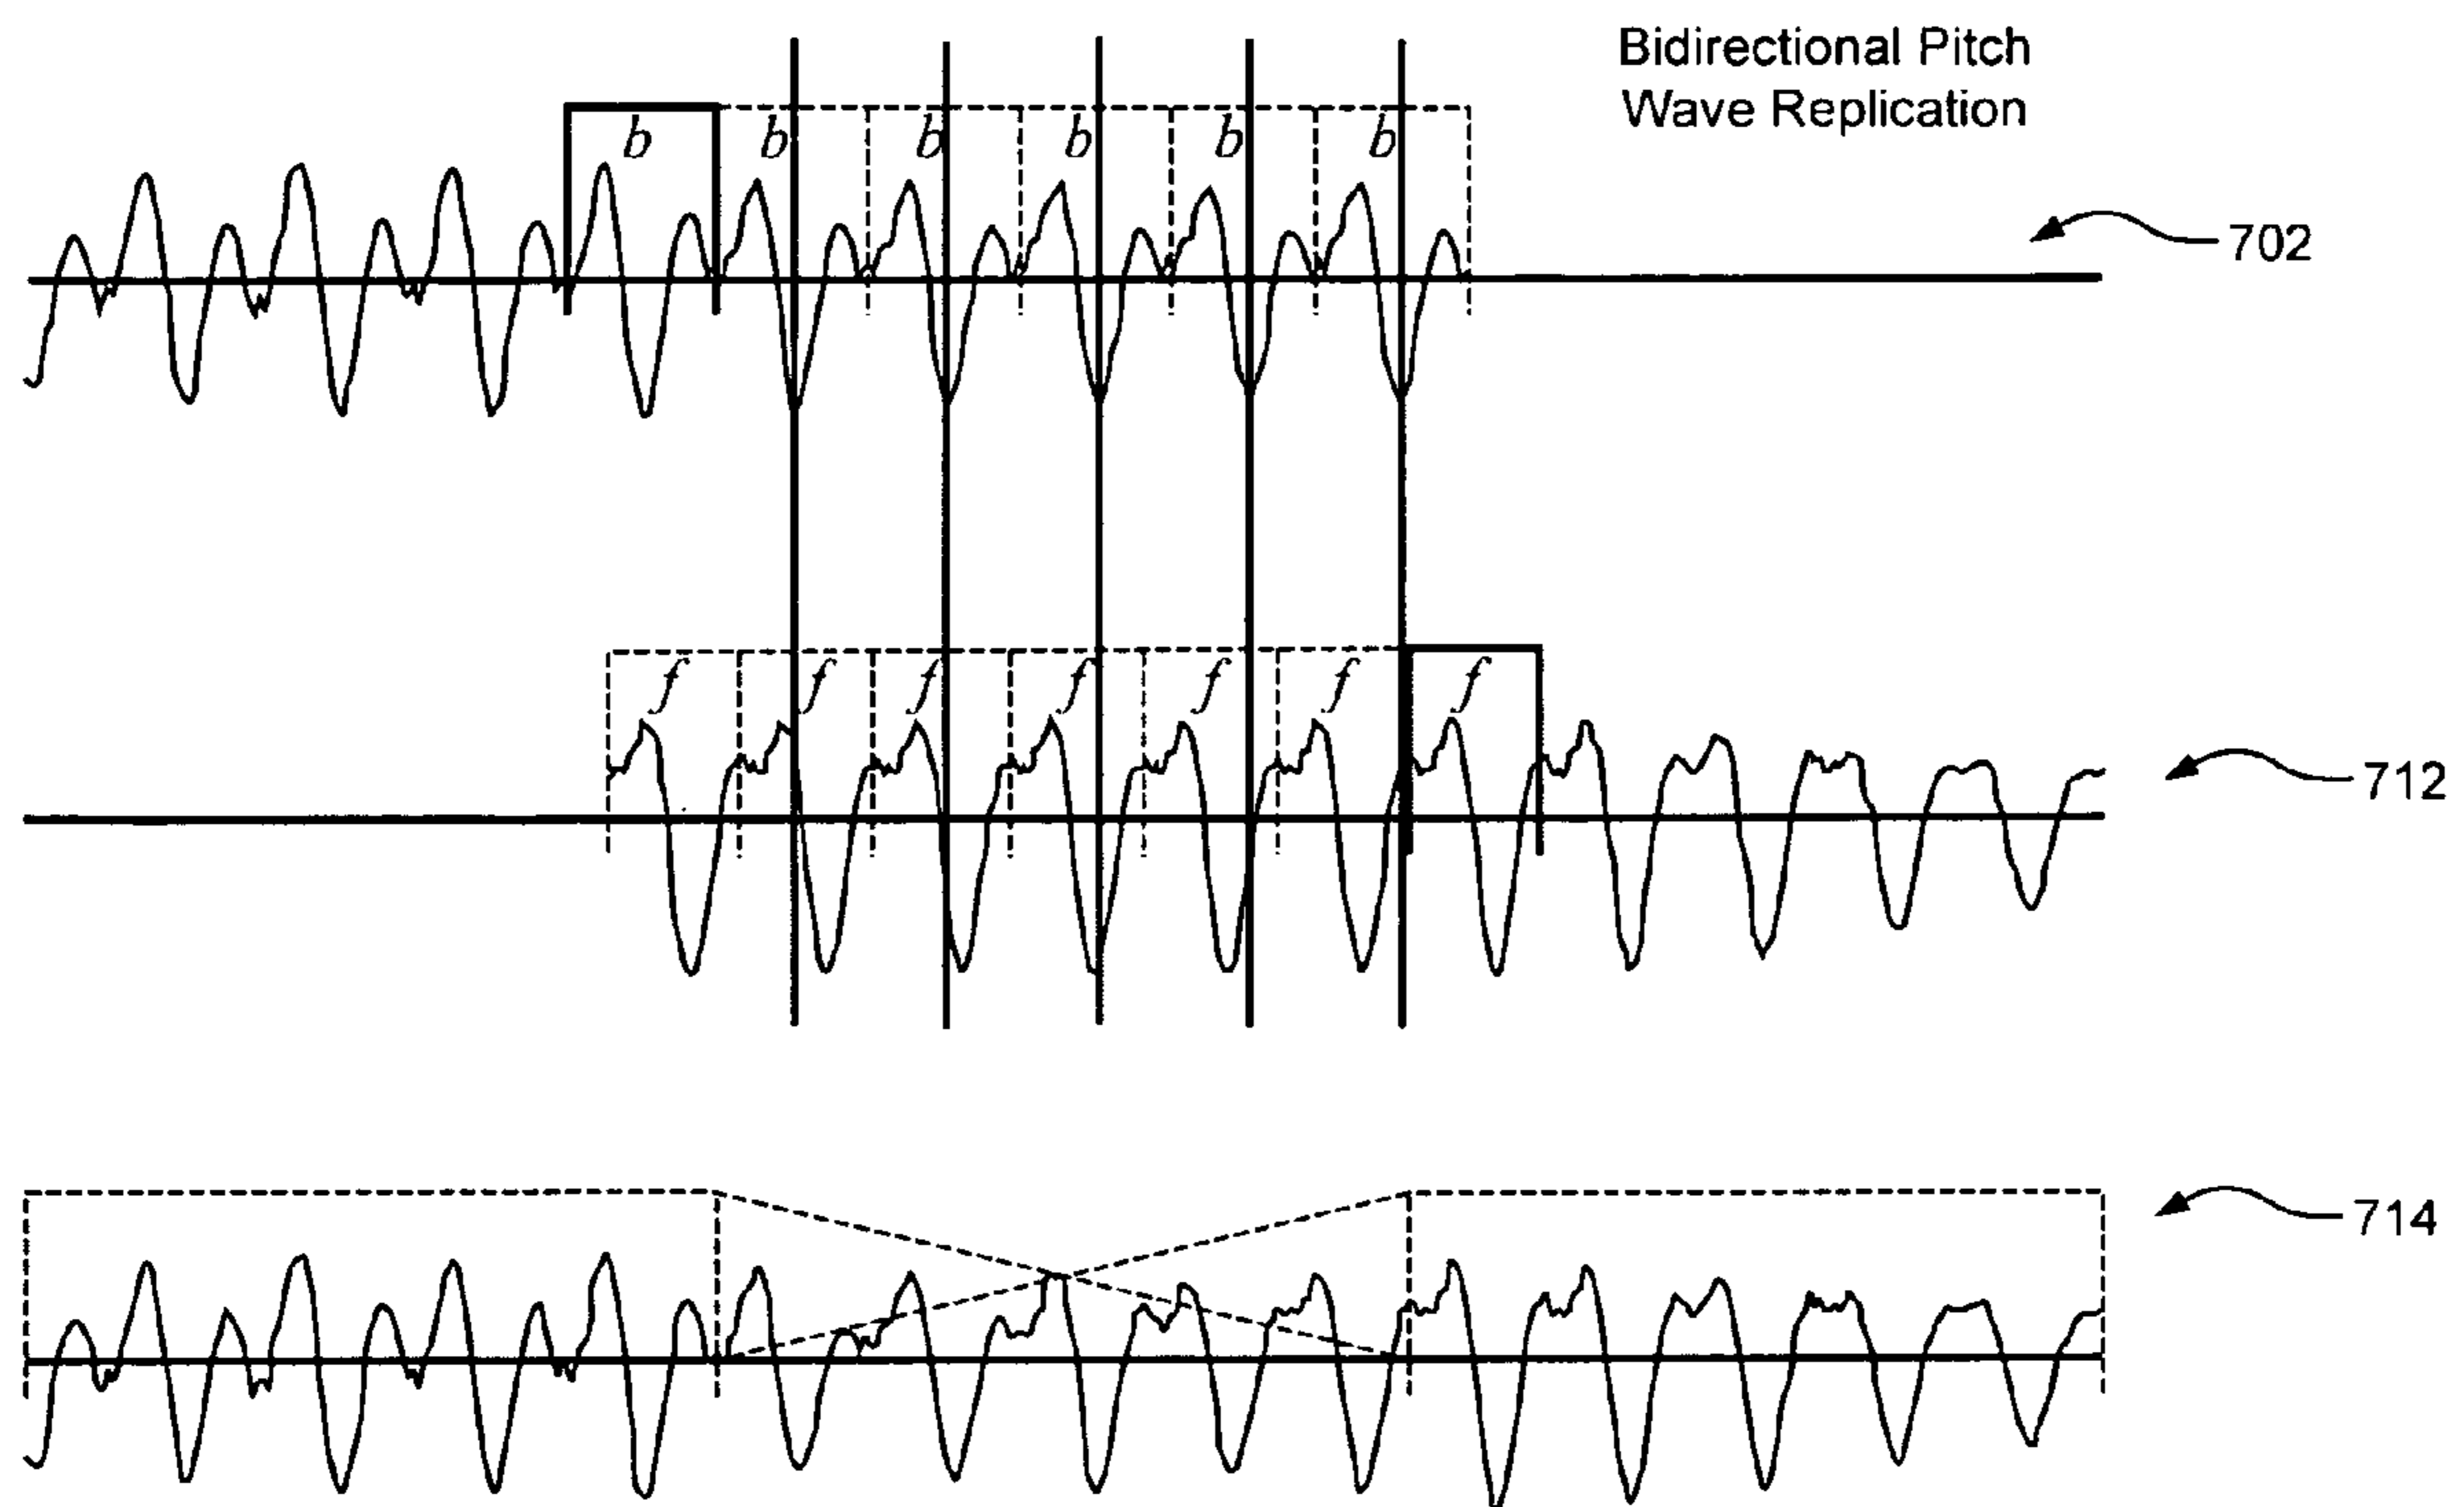 Bidirectional Pitch
Wave Replication
b b b b b b
702
f f f f f f f
712
714